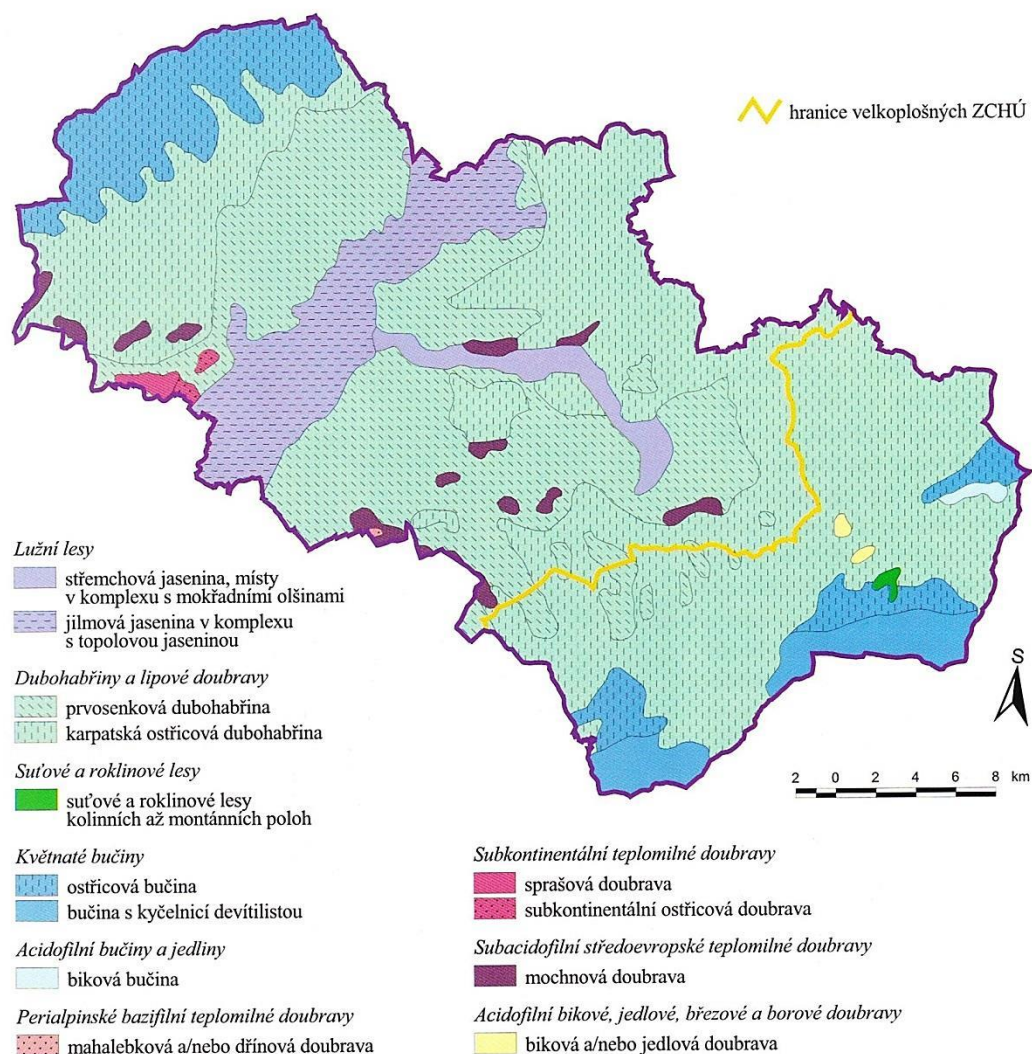 hranice velkoplošných ZCHÚ
Lužní lesy
střemchová jasenina, místy
v komplexu s mokřadními olšinami
jilmová jasenina v komplexu
s topolovou jaseninou
Dubohabřiny a lipové doubravy
prvosenková dubohabřina
karpatská ostřicová dubohabřina
Suťové a roklinové lesy
suťové a roklinové lesy
kolinních až montánních poloh
Květnaté bučiny
ostřicová bučina
bučina s kyčelnicí devítilistou
Acidofilní bučiny a jedliny
biková bučina
Perialpinské bazifilní teplomilné doubravy
mahalebková a/nebo dřínová doubrava
S
2 0 2 4 6 8 km
Subkontinentální teplomilné doubravy
sprašová doubrava
subkontinentální ostřicová doubrava
Subacidofilní středoevropské teplomilné doubravy
mochnová doubrava
Acidofilní bikové, jedlové, březové a borové doubravy
biková a/nebo jedlová doubrava